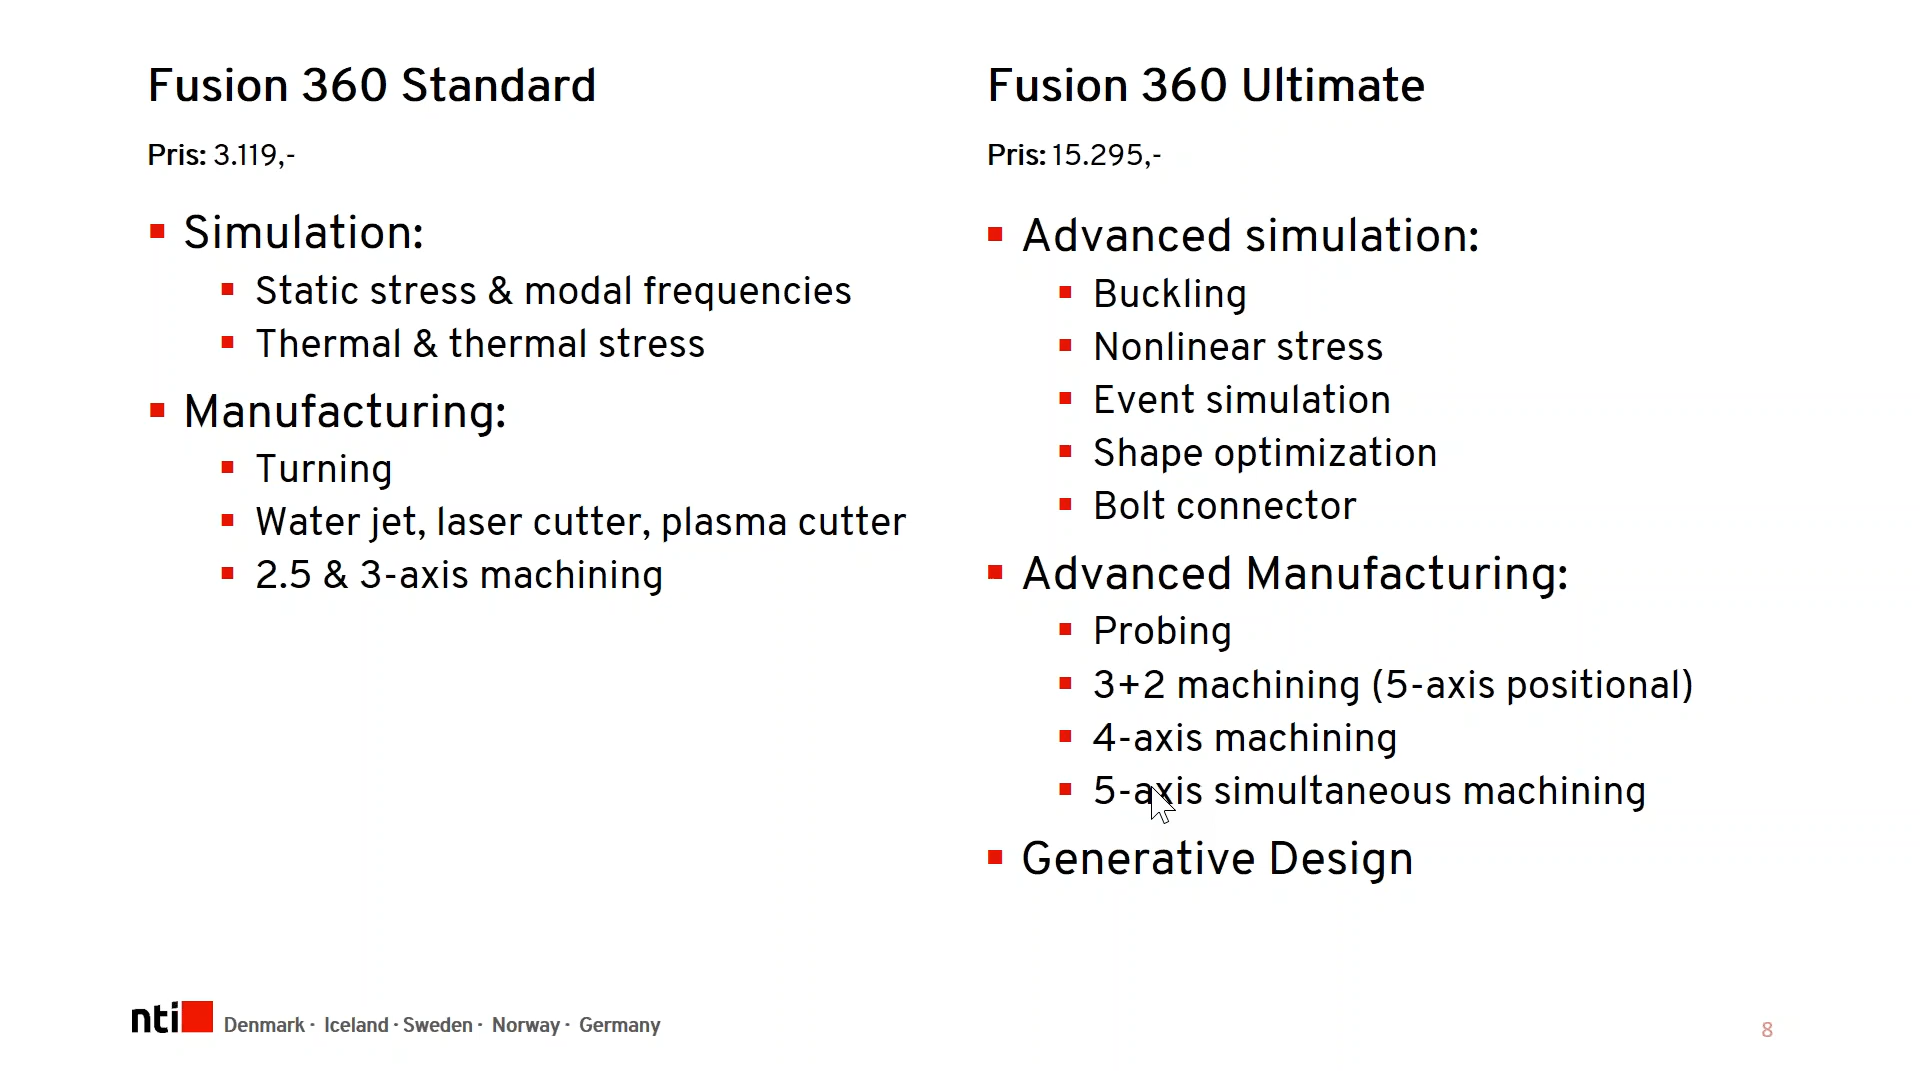 Fusion 360 Standard
Pris: 3.119,-
Simulation:
Static stress & modal frequencies
Thermal & thermal stress
Manufacturing:
Turning
Water jet, laser cutter, plasma cutter
2.5 & 3-axis machining
Fusion 360 Ultimate
Pris: 15.295,-
Advanced simulation:
Buckling
Nonlinear stress
Event simulation
Shape optimization
Bolt connector
Advanced Manufacturing:
Probing
3+2 machining (5-axis positional)
4-axis machining
5-axis simultaneous machining
Generative Design
nti Denmark · Iceland · Sweden · Norway · Germany
8